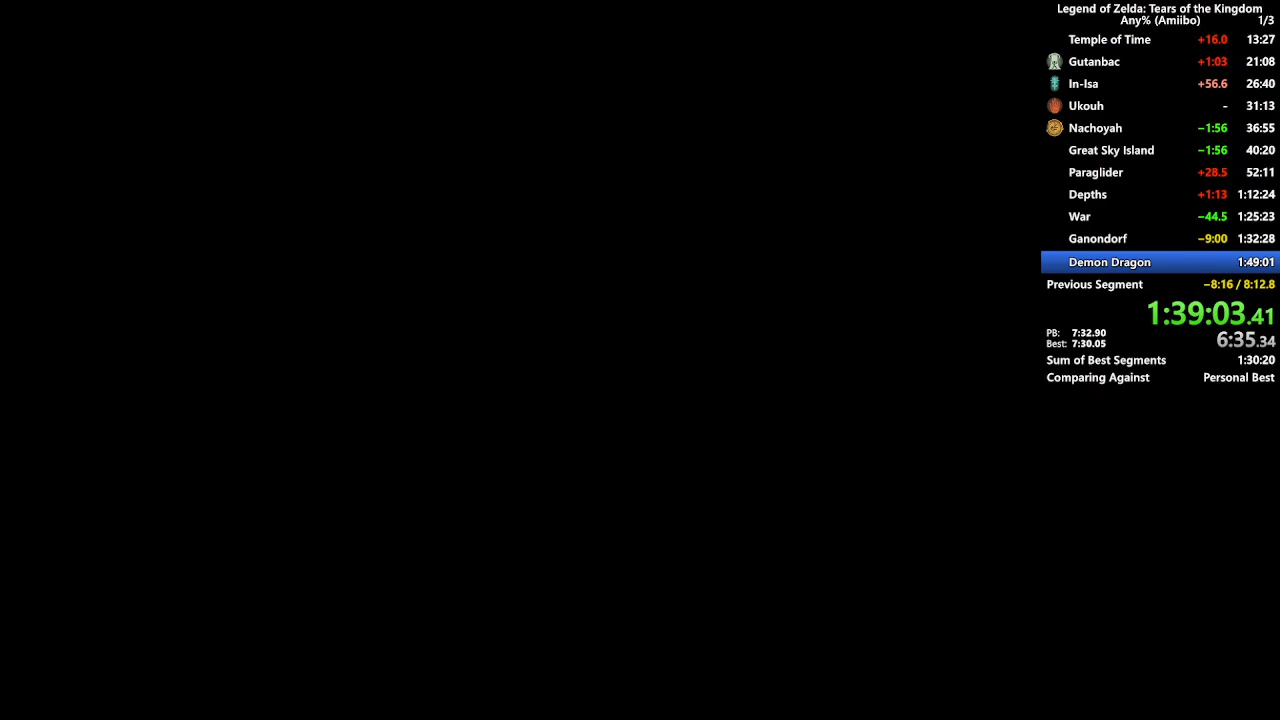 Legend of Zelda: Tears of the Kingdom
Any% (Amiibo) 1/3
Temple of Time +16.0 13:27
Gutanbac +1:03 21:08
In-Isa +56.6 26:40
Ukouh - 31:13
Nachoyah −1:56 36:55
Great Sky Island −1:56 40:20
Paraglider +28.5 52:11
Depths +1:13 1:12:24
War −44.5 1:25:23
Ganondorf −9:00 1:32:28
Demon Dragon 1:49:01
Previous Segment −8:16 / 8:12.8
1:39:03.41
PB: 7:32.90 6:35.34
Best: 7:30.05
Sum of Best Segments 1:30:20
Comparing Against Personal Best